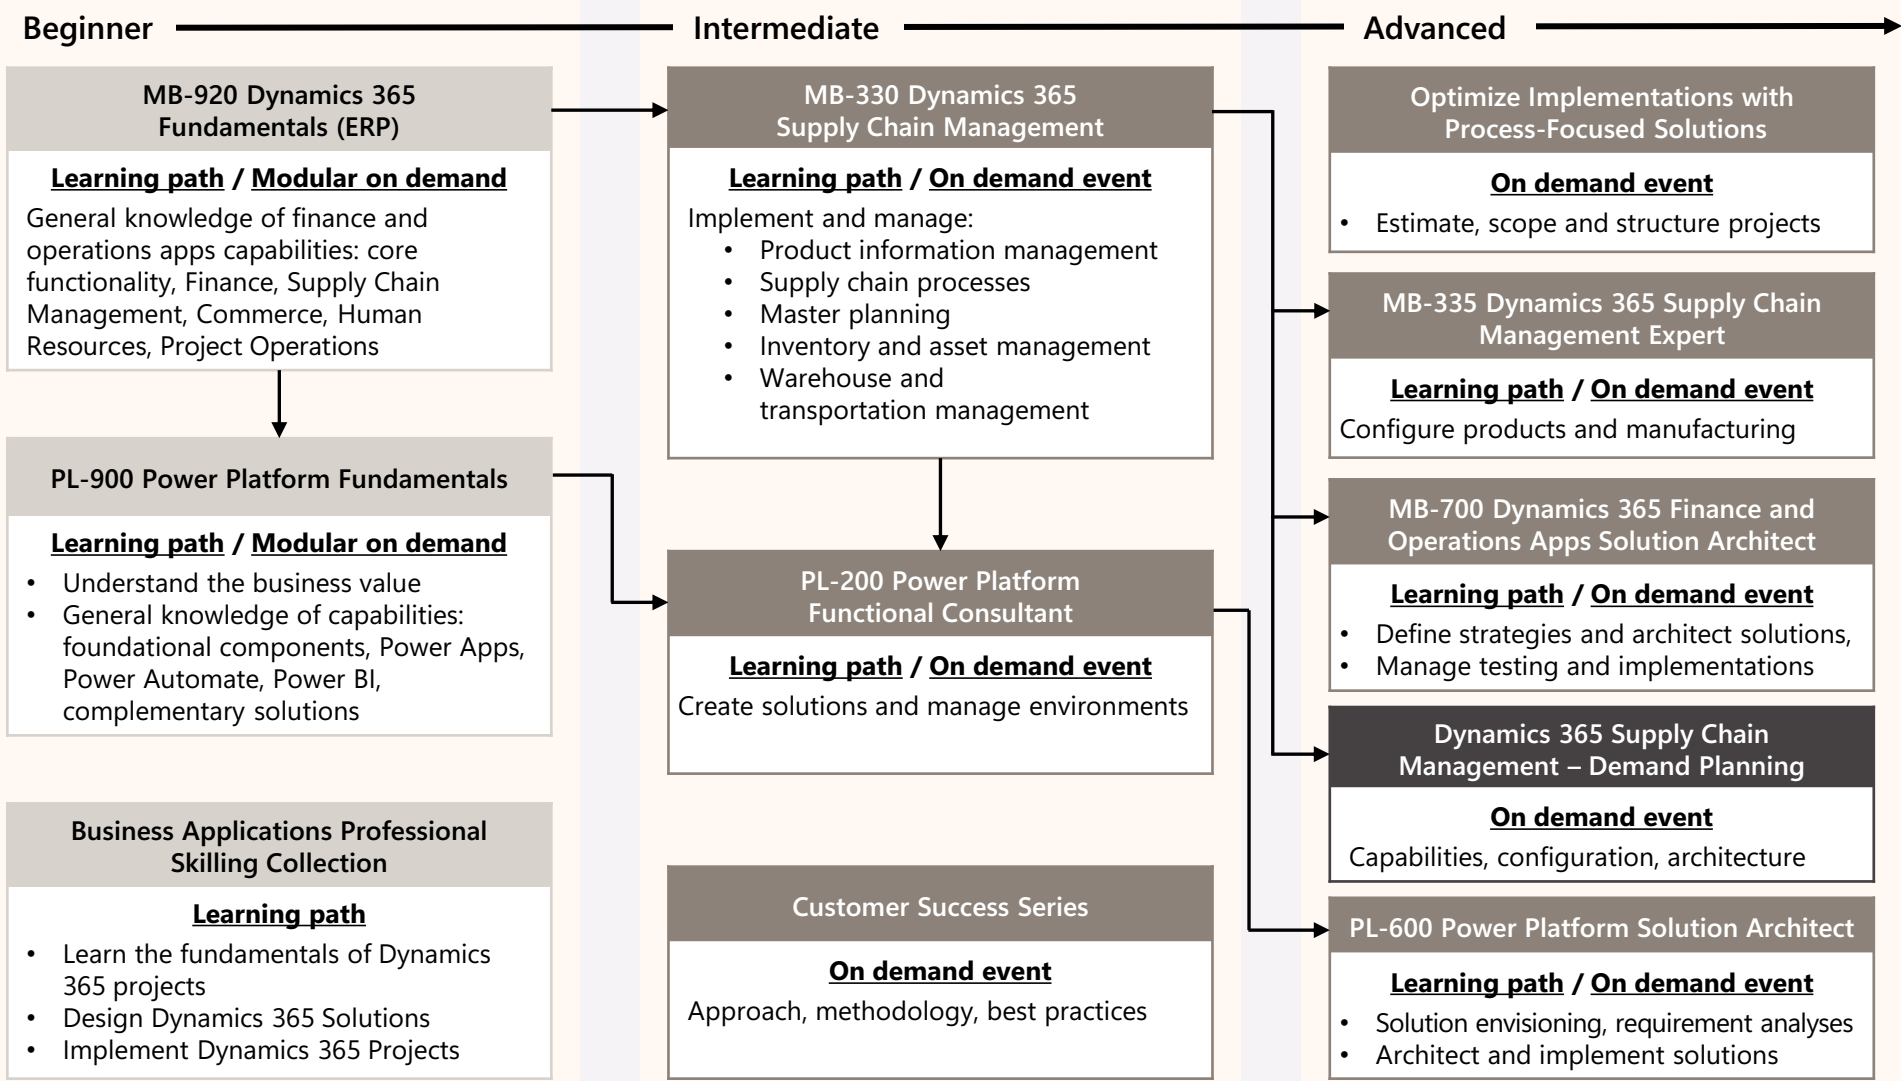 Beginner
Intermediate
Advanced
MB-920 Dynamics 365
Fundamentals (ERP)
Learning path / Modular on demand
General knowledge of finance and
operations apps capabilities: core
functionality, Finance, Supply Chain
Management, Commerce, Human
Resources, Project Operations
PL-900 Power Platform Fundamentals
Learning path / Modular on demand
• Understand the business value
• General knowledge of capabilities:
foundational components, Power Apps,
Power Automate, Power BI,
complementary solutions
Business Applications Professional
Skilling Collection
Learning path
• Learn the fundamentals of Dynamics
365 projects
• Design Dynamics 365 Solutions
• Implement Dynamics 365 Projects
MB-330 Dynamics 365
Supply Chain Management
Learning path / On demand event
Implement and manage:
• Product information management
• Supply chain processes
• Master planning
• Inventory and asset management
• Warehouse and
transportation management
PL-200 Power Platform
Functional Consultant
Learning path / On demand event
Create solutions and manage environments
Customer Success Series
On demand event
Approach, methodology, best practices
Optimize Implementations with
Process-Focused Solutions
On demand event
• Estimate, scope and structure projects
MB-335 Dynamics 365 Supply Chain
Management Expert
Learning path / On demand event
Configure products and manufacturing
MB-700 Dynamics 365 Finance and
Operations Apps Solution Architect
Learning path / On demand event
• Define strategies and architect solutions,
• Manage testing and implementations
Dynamics 365 Supply Chain
Management – Demand Planning
On demand event
Capabilities, configuration, architecture
PL-600 Power Platform Solution Architect
Learning path / On demand event
• Solution envisioning, requirement analyses
• Architect and implement solutions